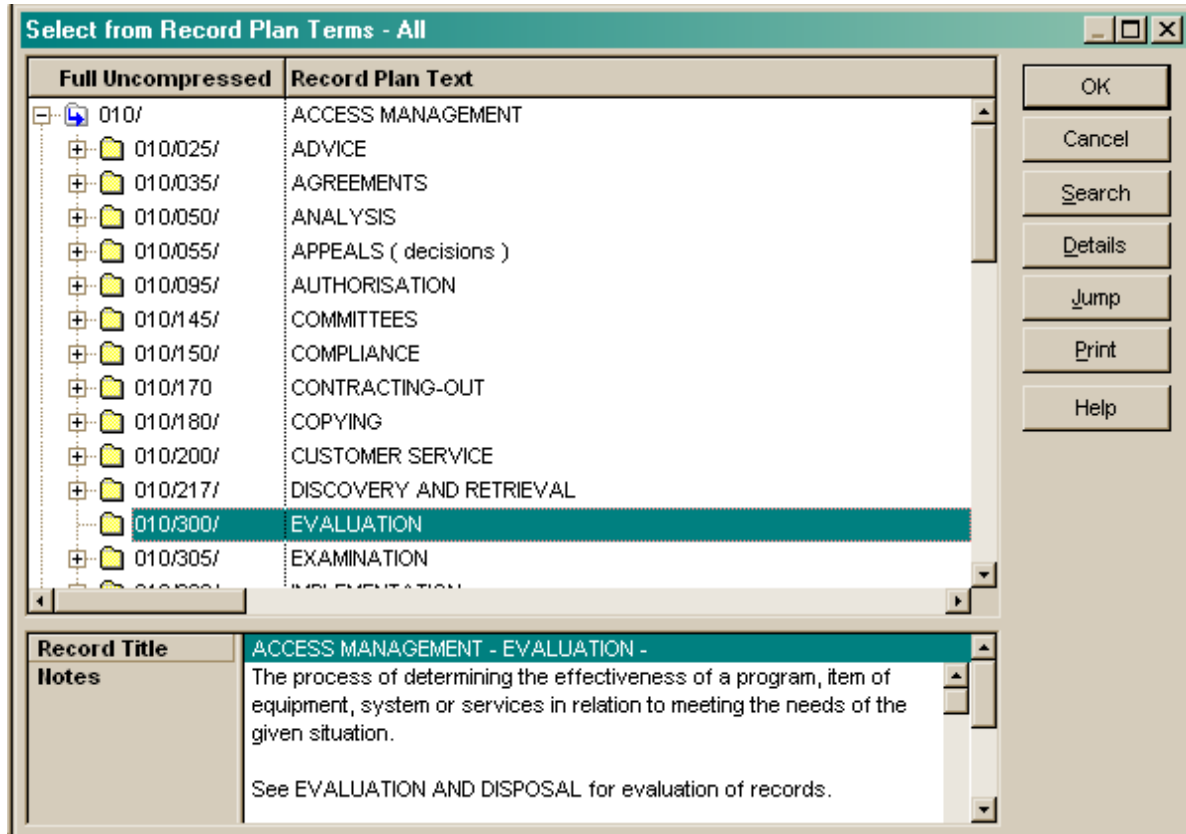 Select from Record Plan Terms - All
Full Uncompressed Record Plan Text
010/ ACCESS MANAGEMENT
010/025/ ADVICE
010/035/ AGREEMENTS
010/050/ ANALYSIS
010/055/ APPEALS ( decisions )
010/095/ AUTHORISATION
010/145/ COMMITTEES
010/150/ COMPLIANCE
010/170 CONTRACTING-OUT
010/180/ COPYING
010/200/ CUSTOMER SERVICE
010/217/ DISCOVERY AND RETRIEVAL
010/300/ EVALUATION
010/305/ EXAMINATION
OK
Cancel
Search
Details
Jump
Print
Help
Record Title ACCESS MANAGEMENT - EVALUATION -
Notes The process of determining the effectiveness of a program, item of
equipment, system or services in relation to meeting the needs of the
given situation.
See EVALUATION AND DISPOSAL for evaluation of records.